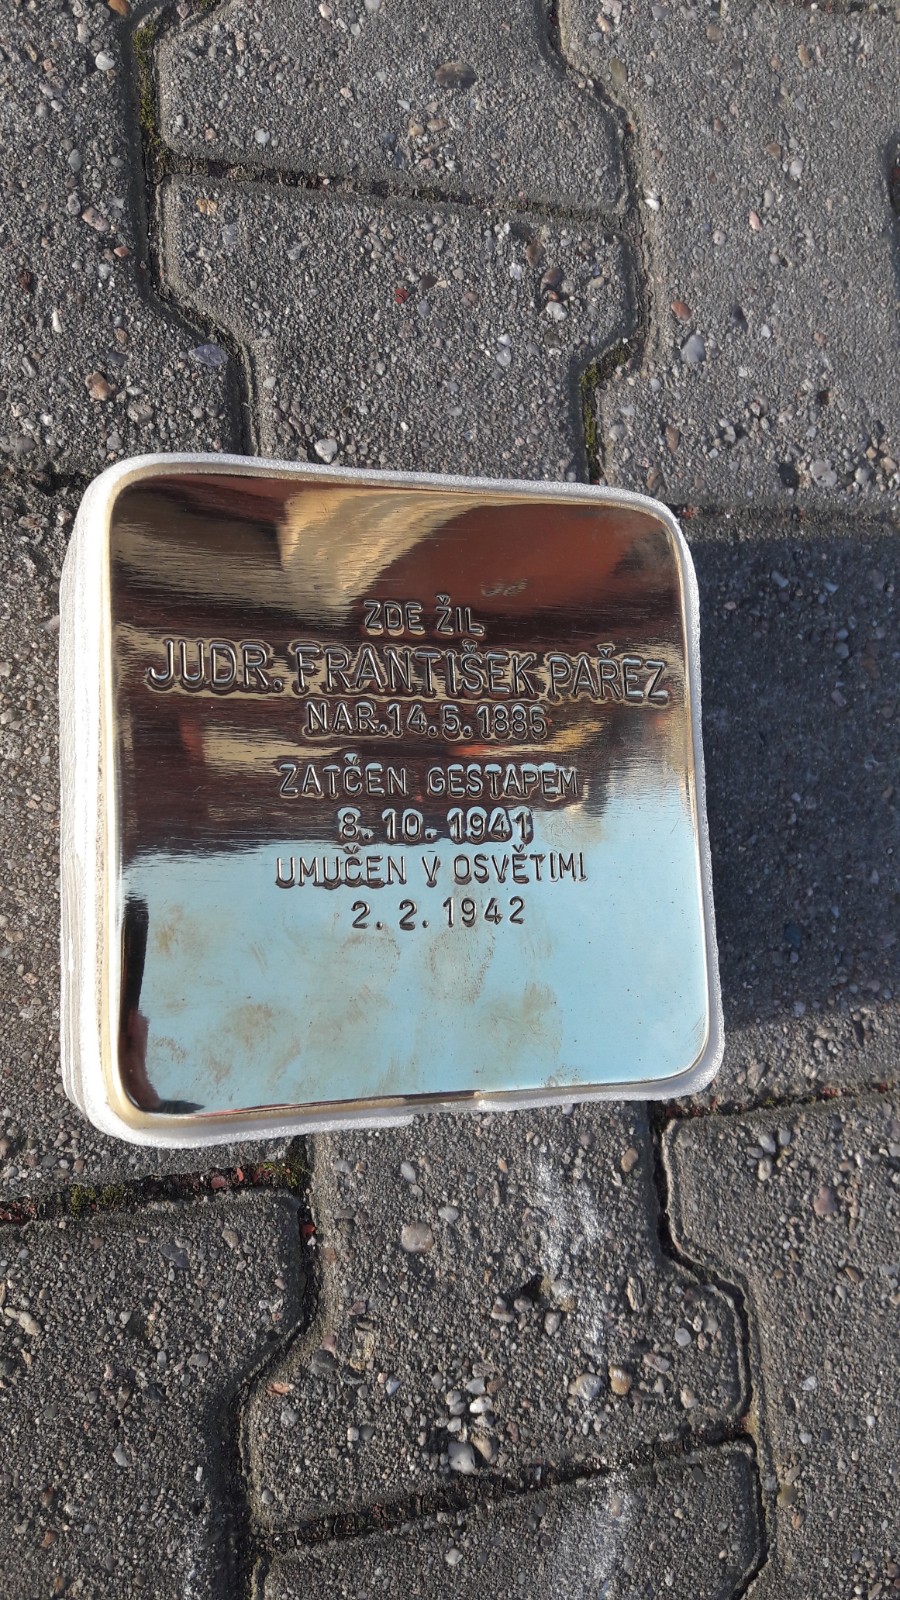 ZDE ŽIL
JUDR. FRANTIŠEK PAŘEZ
NAR. 14. 5. 1885
ZATČEN GESTAPEM
8. 10. 1941
UMUČEN V OSVĚTIMI
2. 2. 1942